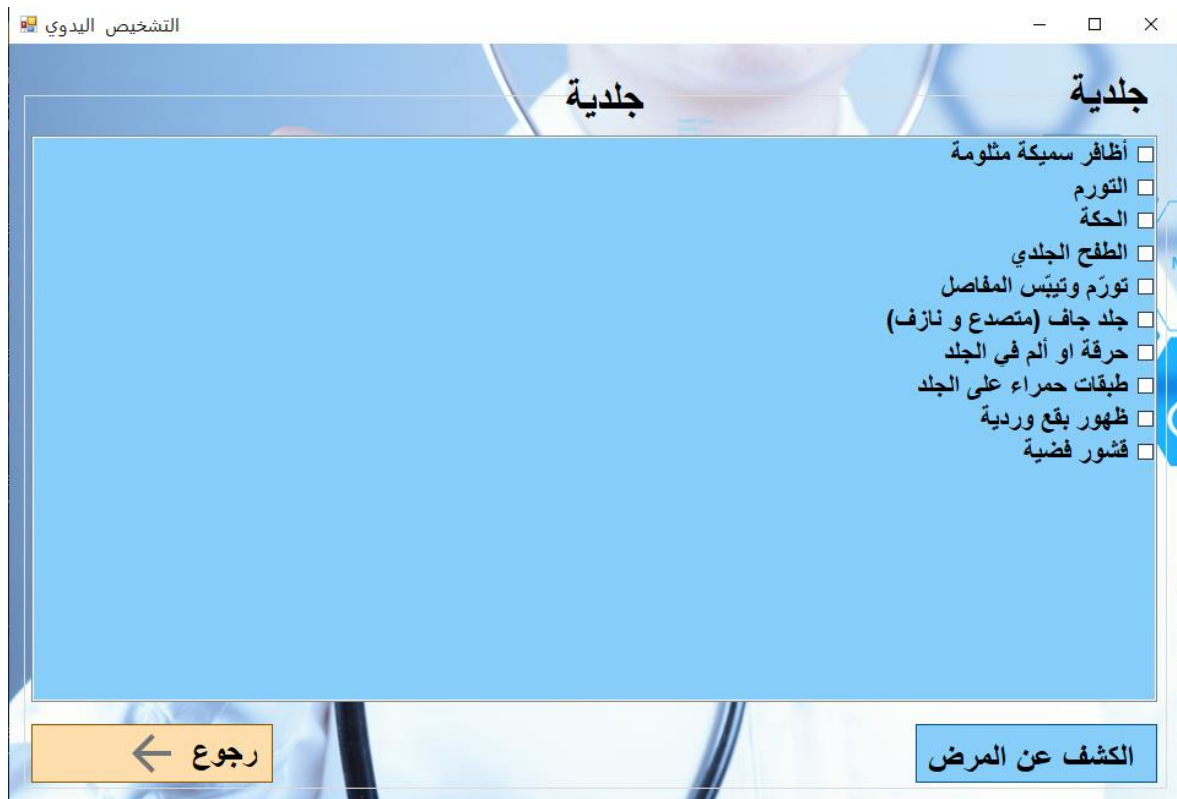 التشخيص اليدوي
جلدية
جلدية
أظافر سميكة مثلومة
التورم
الحكة
الطفح الجلدي
تورّم وتيبّس المفاصل
جلد جاف (متصدع و نازف)
حرقة او ألم في الجلد
طبقات حمراء على الجلد
ظهور بقع وردية
قشور فضية
الكشف عن المرض
رجوع